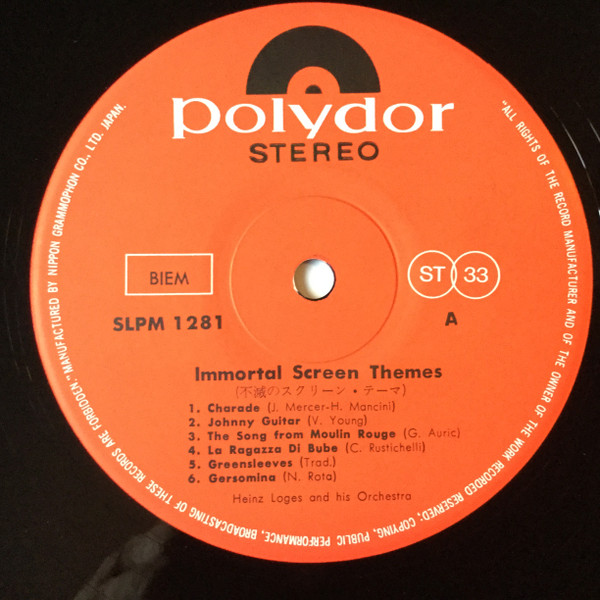 polydor
STEREO
BIEM
ST 33
SLPM 1281
A
Immortal Screen Themes
(不滅のスクリーン・テーマ)
1. Charade (J. Mercer-H. Mancini)
2. Johnny Guitar (V. Young)
3. The Song from Moulin Rouge (G. Auric)
4. La Ragazza Di Bube (C. Rustichelli)
5. Greensleeves (Trad.)
6. Gersomina (N. Rota)
Heinz Loges and his Orchestra
"ALL RIGHTS OF THE RECORD MANUFACTURER AND OF THE OWNER OF THE WORK RECORDED RESERVED; COPYING, PUBLIC PERFORMANCE, BROADCASTING OF THESE RECORDS ARE FORBIDDEN." MANUFACTURED BY NIPPON GRAMMOPHON CO., LTD. JAPAN.